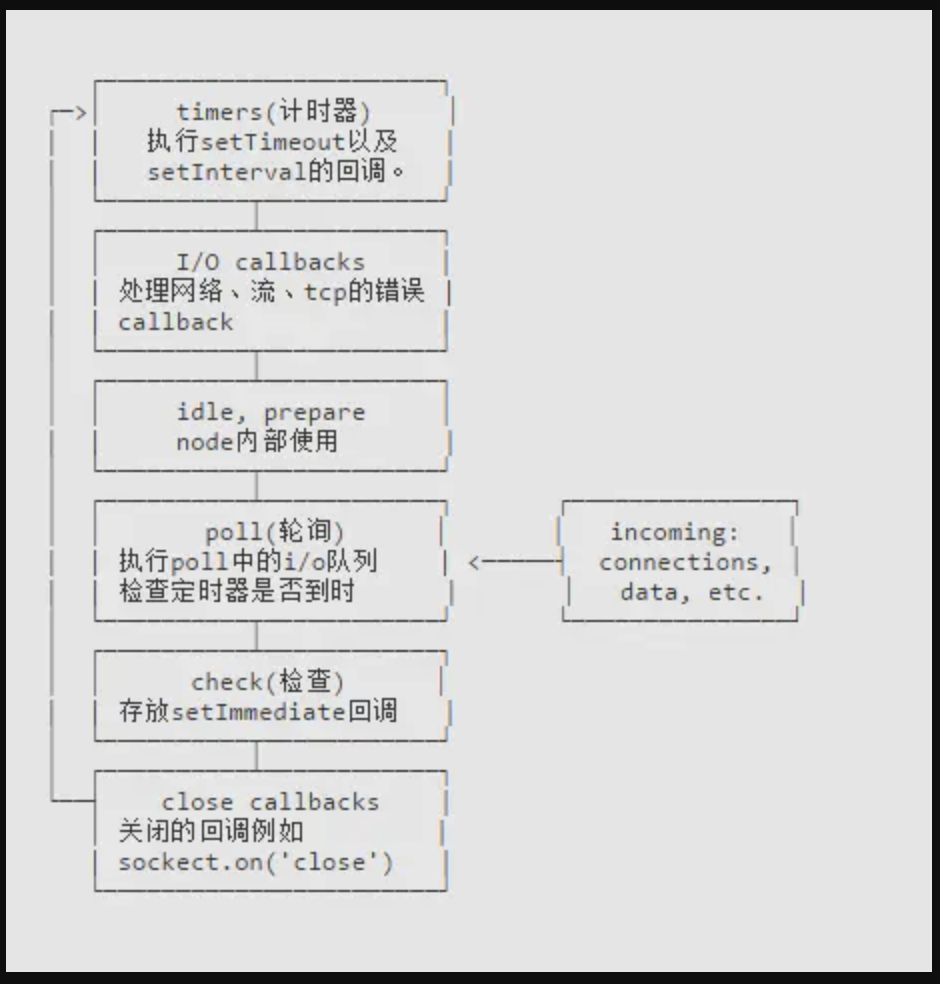 timers(计时器)
执行setTimeout以及
setInterval的回调。
I/O callbacks
处理网络、流、tcp的错误
callback
idle, prepare
node内部使用
poll(轮询)
执行poll中的i/o队列
检查定时器是否到时
incoming:
connections,
data, etc.
check(检查)
存放setImmediate回调
close callbacks
关闭的回调例如
sockect.on('close')